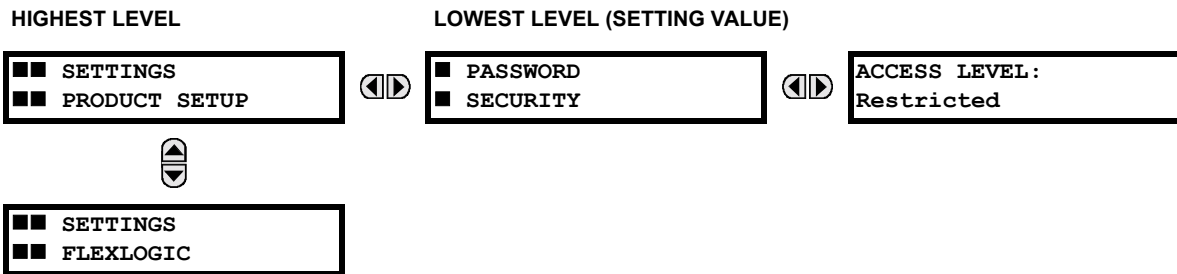 HIGHEST LEVEL
LOWEST LEVEL (SETTING VALUE)
■■ SETTINGS
■■ PRODUCT SETUP
■ PASSWORD
■ SECURITY
ACCESS LEVEL:
Restricted
■■ SETTINGS
■■ FLEXLOGIC